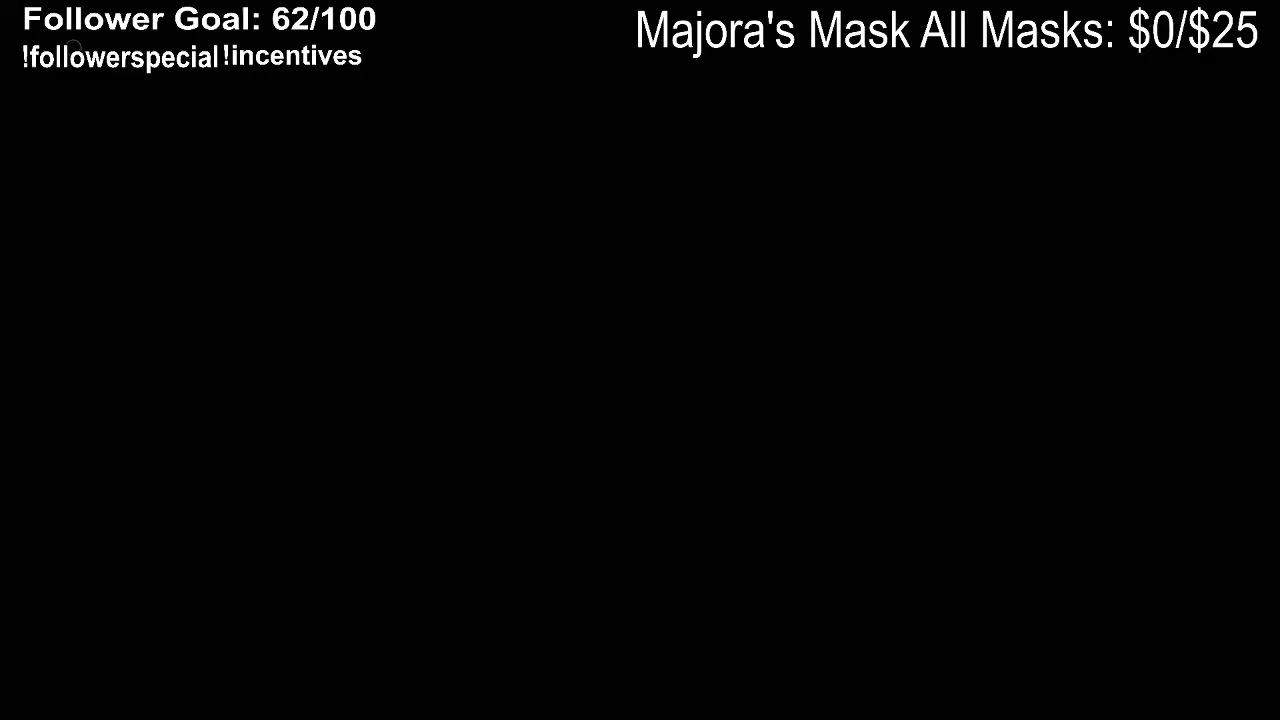 Follower Goal: 62/100
!followerspecial !incentives
Majora's Mask All Masks: $0/$25